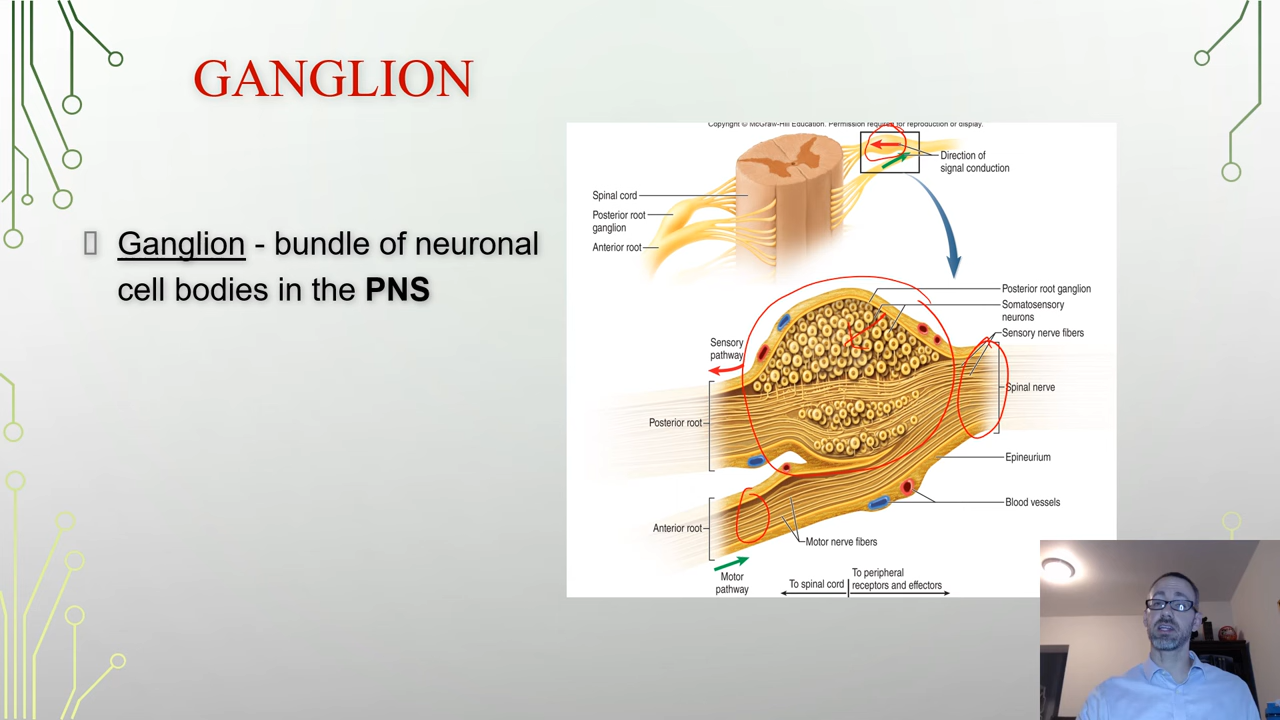 GANGLION
Ganglion - bundle of neuronal
cell bodies in the PNS
Copyright © McGraw-Hill Education. Permission required for reproduction or display.
Direction of
signal conduction
Spinal cord
Posterior root
ganglion
Anterior root
Posterior root ganglion
Somatosensory
neurons
Sensory nerve fibers
Sensory
pathway
Spinal nerve
Posterior root
Epineurium
Blood vessels
Anterior root
Motor nerve fibers
Motor
pathway
To spinal cord
To peripheral
receptors and effectors